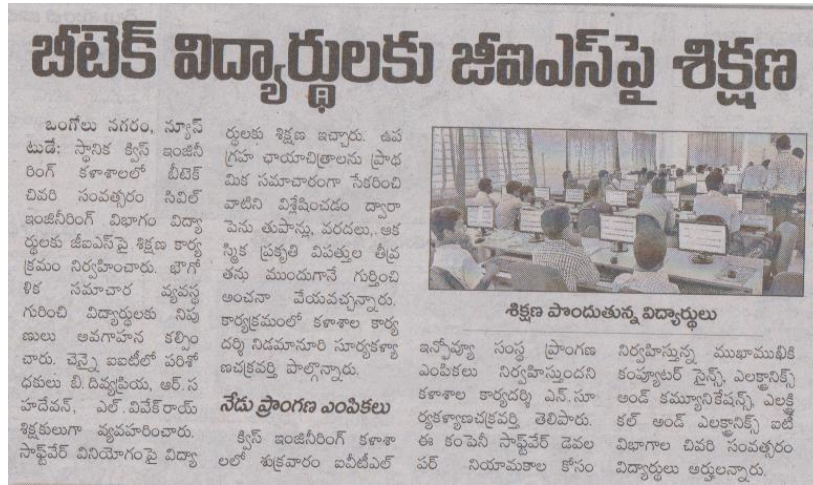 బీటెక్ విద్యార్థులకు జీఐఎస్‌పై శిక్షణ
ఒంగోలు నగరం, న్యూస్
టుడే: స్థానిక క్విస్ ఇంజినీ
రింగ్ కళాశాలలో బీటెక్
చివరి సంవత్సరం సివిల్
ఇంజినీరింగ్ విభాగం విద్యా
ర్థులకు జీఐఎస్‌పై శిక్షణ కార్య
క్రమం నిర్వహించారు. భౌగో
ళిక సమాచార వ్యవస్థ
గురించి విద్యార్థులకు నిపు
ణులు అవగాహన కల్పిం
చారు. చెన్నై ఐఐటీలో పరిశో
ధకులు బి.దివ్యప్రియ, ఆర్.స
హదేవన్, ఎల్.వివేక్‌రాయ్
శిక్షకులుగా వ్యవహరించారు.
సాఫ్ట్‌వేర్ వినియోగంపై విద్యా
ర్థులకు శిక్షణ ఇచ్చారు. ఉప
గ్రహ ఛాయాచిత్రాలను ప్రాథ
మిక సమాచారంగా సేకరించి
వాటిని విశ్లేషించడం ద్వారా
పెను తుపాన్లు, వరదలు, ఆక
స్మిక ప్రకృతి విపత్తుల తీవ్ర
తను ముందుగానే గుర్తించి
అంచనా వేయవచ్చన్నారు.
కార్యక్రమంలో కళాశాల కార్య
దర్శి నిడమానూరి సూర్యకళ్యా
ణచక్రవర్తి పాల్గొన్నారు.
నేడు ప్రాంగణ ఎంపికలు
క్విస్ ఇంజినీరింగ్ కళాశా
లలో శుక్రవారం ఐవీటీఎల్
శిక్షణ పొందుతున్న విద్యార్థులు
ఇన్ఫోవ్యూ సంస్థ ప్రాంగణ
ఎంపికలు నిర్వహిస్తుందని
కళాశాల కార్యదర్శి ఎన్.సూ
ర్యకళ్యాణచక్రవర్తి తెలిపారు.
ఈ కంపెనీ సాఫ్ట్‌వేర్ డెవల
పర్ నియామకాల కోసం
నిర్వహిస్తున్న ముఖాముఖికి
కంప్యూటర్ సైన్స్, ఎలక్ట్రానిక్స్
అండ్ కమ్యూనికేషన్స్, ఎలక్ట్రి
కల్ అండ్ ఎలక్ట్రానిక్స్ ఐటీ
విభాగాల చివరి సంవత్సరం
విద్యార్థులు అర్హులన్నారు.